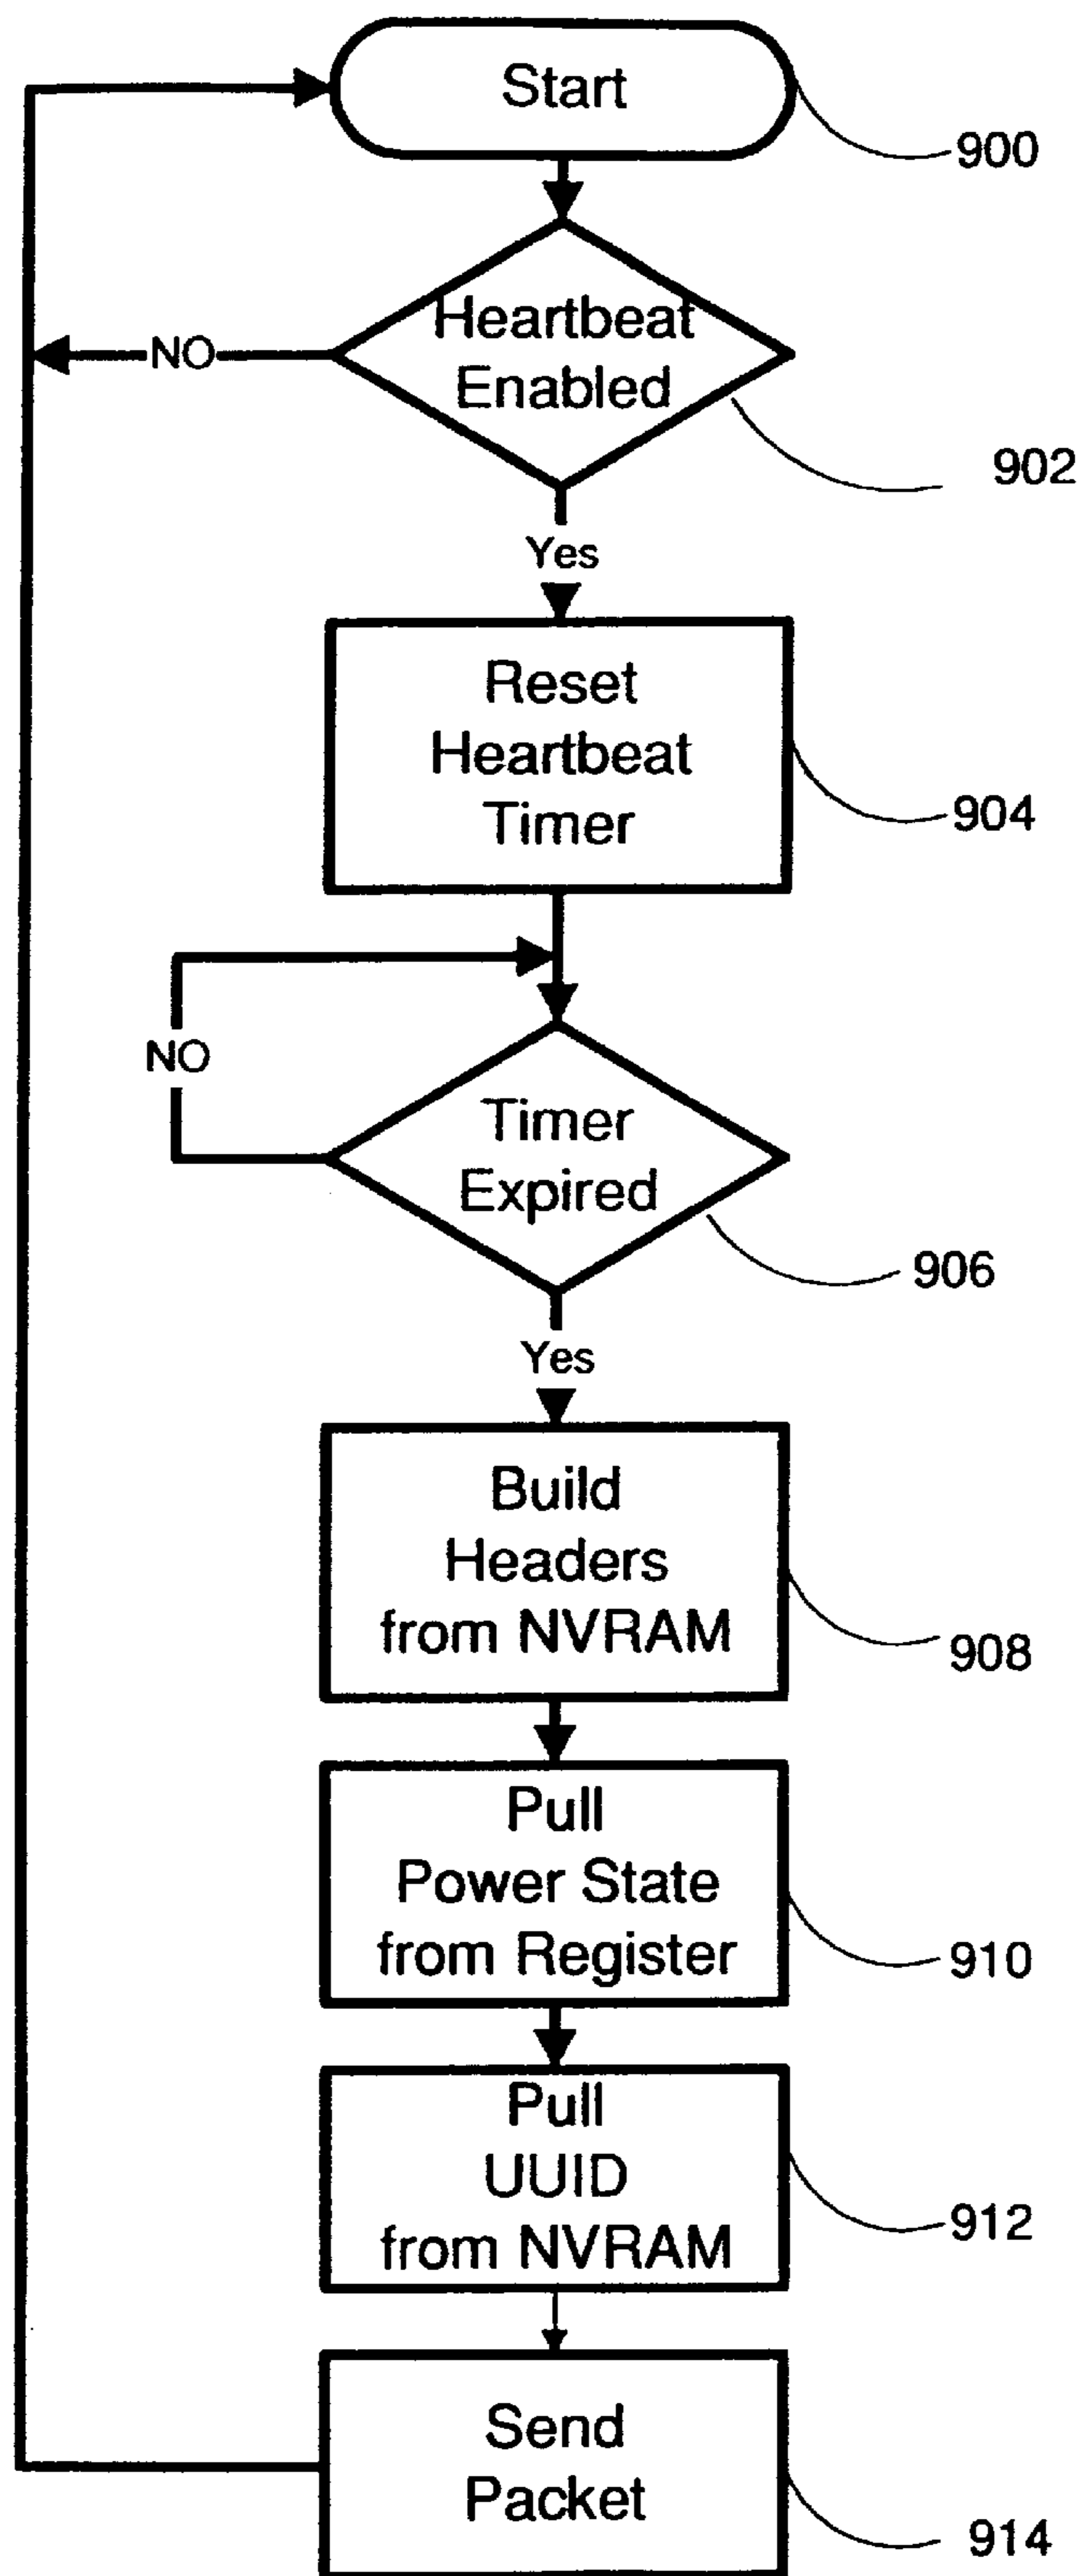 Start
900
Heartbeat
Enabled
NO
902
Yes
Reset
Heartbeat
Timer
904
NO
Timer
Expired
906
Yes
Build
Headers
from NVRAM
908
Pull
Power State
from Register
910
Pull
UUID
from NVRAM
912
Send
Packet
914